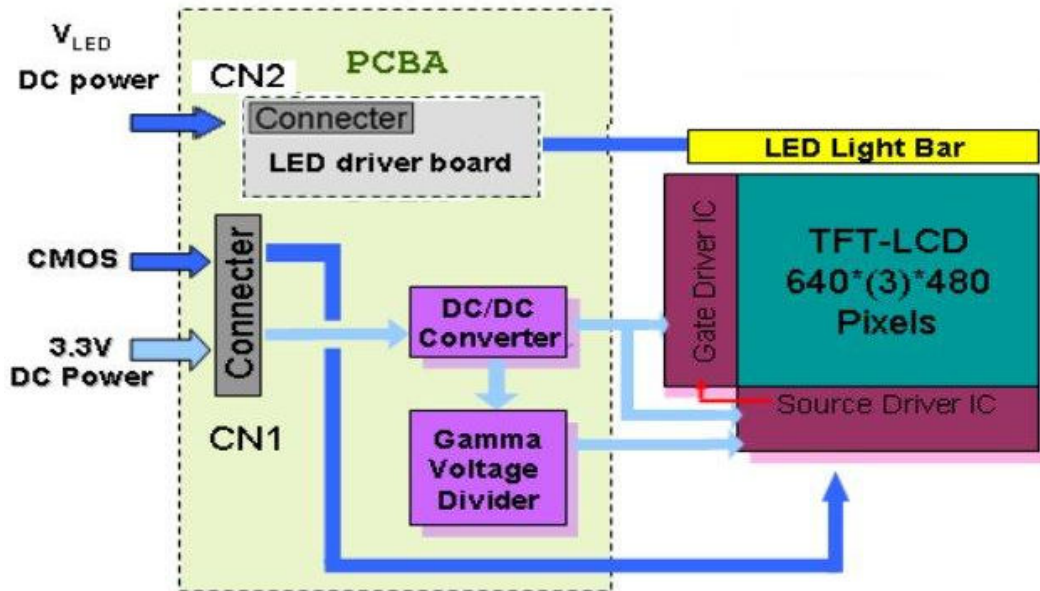 V_LED
DC power
PCBA
CN2
Connecter
LED driver board
LED Light Bar
CMOS
3.3V
DC Power
Connecter
CN1
DC/DC
Converter
Gamma
Voltage
Divider
Gate Driver IC
TFT-LCD
640*(3)*480
Pixels
Source Driver IC